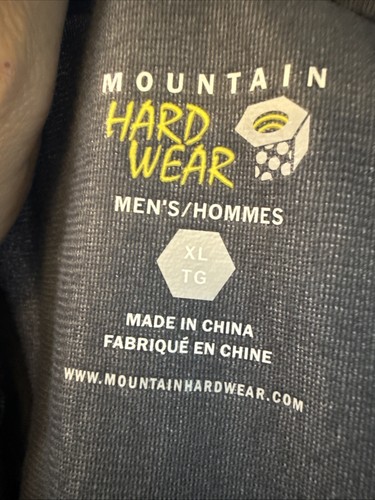 MOUNTAIN
HARD
WEAR
MEN'S/HOMMES
XL
TG
MADE IN CHINA
FABRIQUÉ EN CHINE
WWW.MOUNTAINHARDWEAR.COM